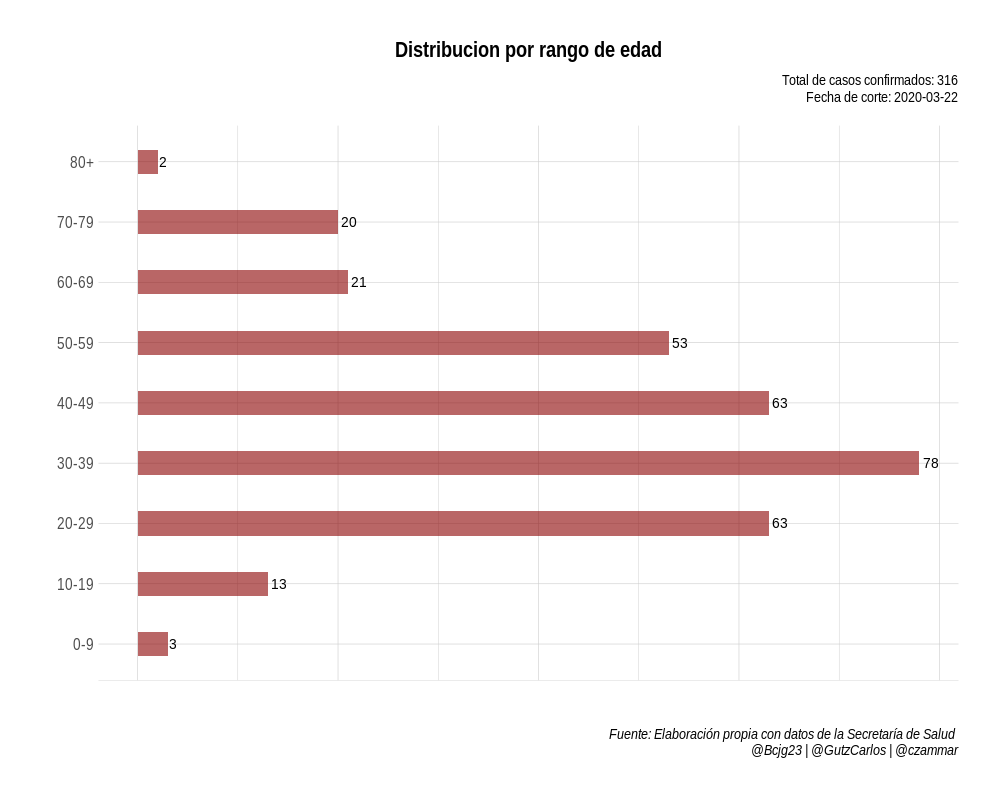 Distribucion por rango de edad
Total de casos confirmados: 316
Fecha de corte: 2020-03-22
80+ 2
70-79 20
60-69 21
50-59 53
40-49 63
30-39 78
20-29 63
10-19 13
0-9 3
Fuente: Elaboración propia con datos de la Secretaría de Salud
@Bcjg23 | @GutzCarlos | @czammar